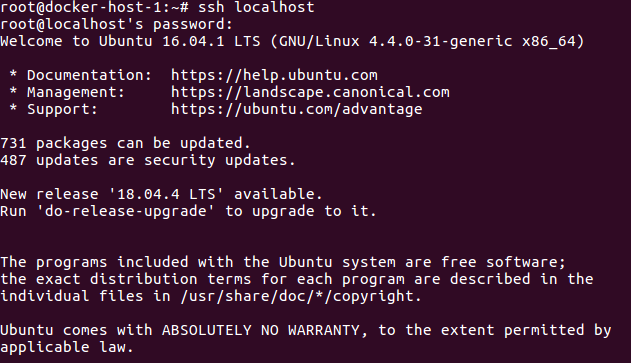 root@docker-host-1:~# ssh localhost
root@localhost's password:
Welcome to Ubuntu 16.04.1 LTS (GNU/Linux 4.4.0-31-generic x86_64)
* Documentation:  https://help.ubuntu.com
* Management:     https://landscape.canonical.com
* Support:        https://ubuntu.com/advantage
731 packages can be updated.
487 updates are security updates.
New release '18.04.4 LTS' available.
Run 'do-release-upgrade' to upgrade to it.
The programs included with the Ubuntu system are free software;
the exact distribution terms for each program are described in the
individual files in /usr/share/doc/*/copyright.
Ubuntu comes with ABSOLUTELY NO WARRANTY, to the extent permitted by
applicable law.